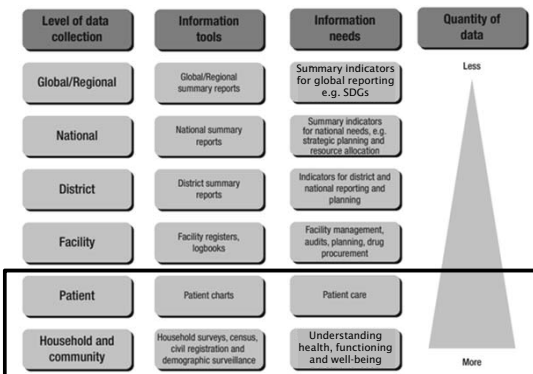 Level of data
collection
Information
tools
Information
needs
Quantity of
data
Global/Regional
Global/Regional
summary reports
Summary indicators
for global reporting
e.g. SDGs
Less
National
National summary
reports
Summary indicators
for national needs, e.g.
strategic planning and
resource allocation
District
District summary
reports
Indicators for district and
national reporting and
planning
Facility
Facility registers,
logbooks
Facility management,
audits, planning, drug
procurement
Patient
Patient charts
Patient care
Household and
community
Household surveys, census,
civil registration and
demographic surveillance
Understanding
health, functioning
and well-being
More